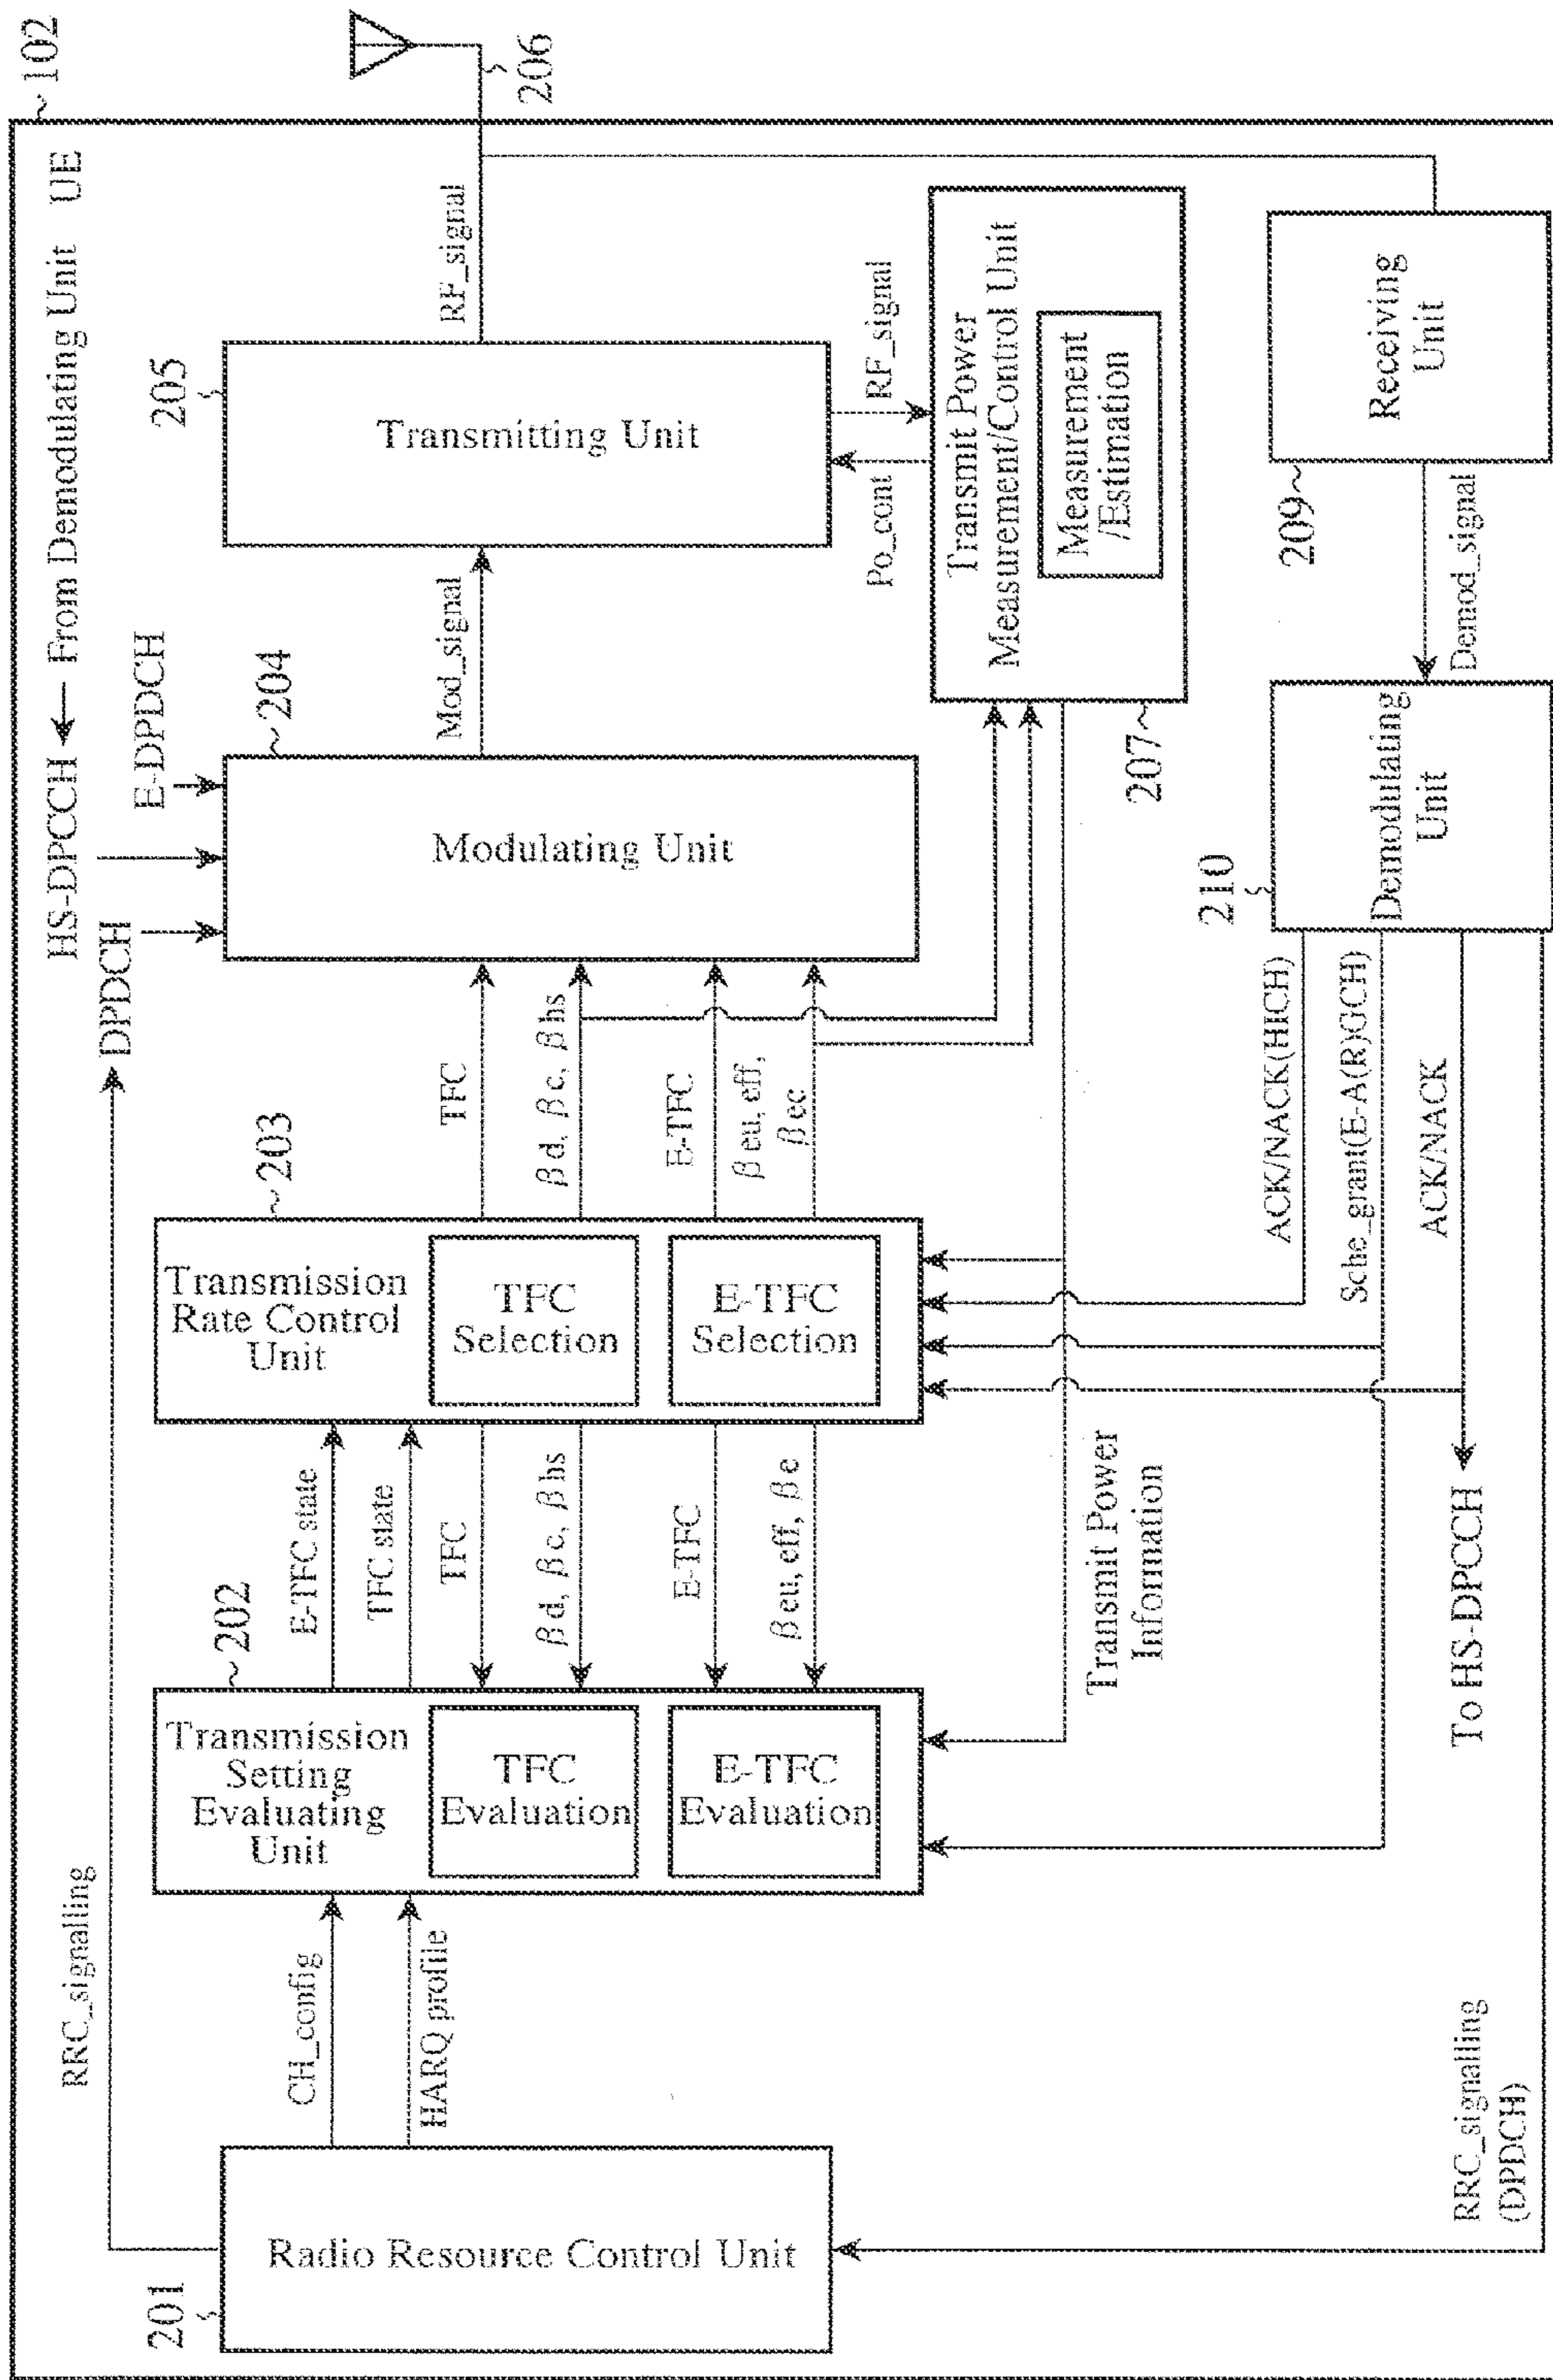 102
HS-DPCCH ← From Demodulating Unit UE
DPDCH
E-DPDCH
RRC_signalling
201
Radio Resource Control Unit
CH_config
HARQ profile
202
Transmission
Setting
Evaluating
Unit
TFC
Evaluation
E-TFC
Evaluation
E-TFC state
TFC state
TFC
βd, βc, βhs
E-TFC
βeu, eff, βe
203
Transmission
Rate Control
Unit
TFC
Selection
E-TFC
Selection
TFC
βd, βc, βhs
E-TFC
βeu, eff,
βec
204
Modulating Unit
Mod_signal
205
Transmitting Unit
RF_signal
206
Po_cont
RF_signal
207
Transmit Power
Measurement/Control Unit
Measurement
/Estimation
Transmit Power
Information
209
Receiving
Unit
Demod_signal
210
Demodulating
Unit
ACK/NACK(HICH)
Sche_grant(E-A(R)GCH)
ACK/NACK
To HS-DPCCH
RRC_signalling
(DPDCH)